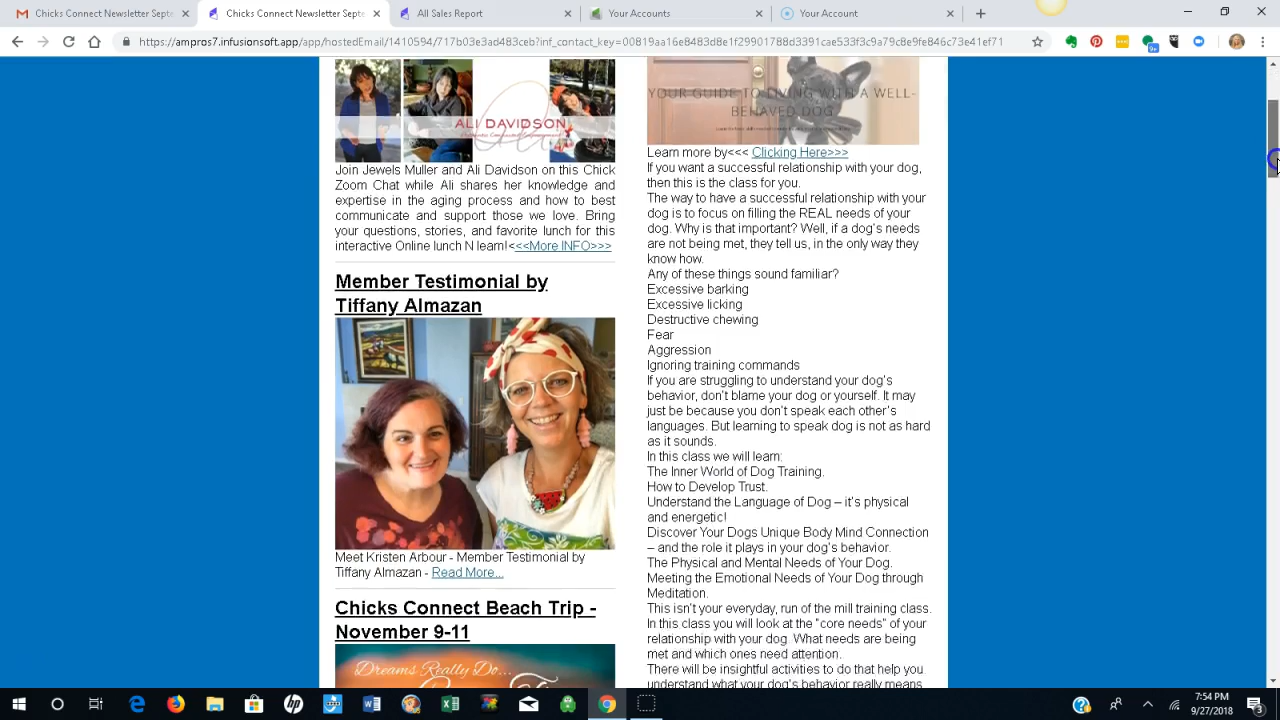 Chicks Connect Newsletter Septe
Chicks Connect Newsletter Septe
All Sales Report
Your Accounts
Your Account
https://ampros7.infusionsoft.app/app/hostedEmail/1410594/717b03e3ad483ceb?inf_contact_key=00819aa16e8483d8e1f29901788d3391cae533f3c9a79c8e9fe846c73e41ef71
9+
ALI DAVIDSON
Join Jewels Muller and Ali Davidson on this Chick
Zoom Chat while Ali shares her knowledge and
expertise in the aging process and how to best
communicate and support those we love. Bring
your questions, stories, and favorite lunch for this
interactive Online lunch N learn!<<<More INFO>>>
Member Testimonial by
Tiffany Almazan
Meet Kristen Arbour - Member Testimonial by
Tiffany Almazan - Read More...
Chicks Connect Beach Trip -
November 9-11
Dreams Really Do...
YOUR GUIDE TO LIVING WITH A WELL-
BEHAVED DOG
Learn more by<<< Clicking Here>>>
If you want a successful relationship with your dog,
then this is the class for you.
The way to have a successful relationship with your
dog is to focus on filling the REAL needs of your
dog. Why is that important? Well, if a dog's needs
are not being met, they tell us, in the only way they
know how.
Any of these things sound familiar?
Excessive barking
Excessive licking
Destructive chewing
Fear
Aggression
Ignoring training commands
If you are struggling to understand your dog's
behavior, don't blame your dog or yourself. It may
just be because you don't speak each other's
languages. But learning to speak dog is not as hard
as it sounds.
In this class we will learn:
The Inner World of Dog Training.
How to Develop Trust.
Understand the Language of Dog – it's physical
and energetic!
Discover Your Dogs Unique Body Mind Connection
– and the role it plays in your dog's behavior.
The Physical and Mental Needs of Your Dog.
Meeting the Emotional Needs of Your Dog through
Meditation.
This isn't your everyday, run of the mill training class.
In this class you will look at the "core needs" of your
relationship with your dog. What needs are being
met and which ones need attention.
There will be insightful activities to do that help you
understand what your dog's behavior really means
7:54 PM
9/27/2018
3